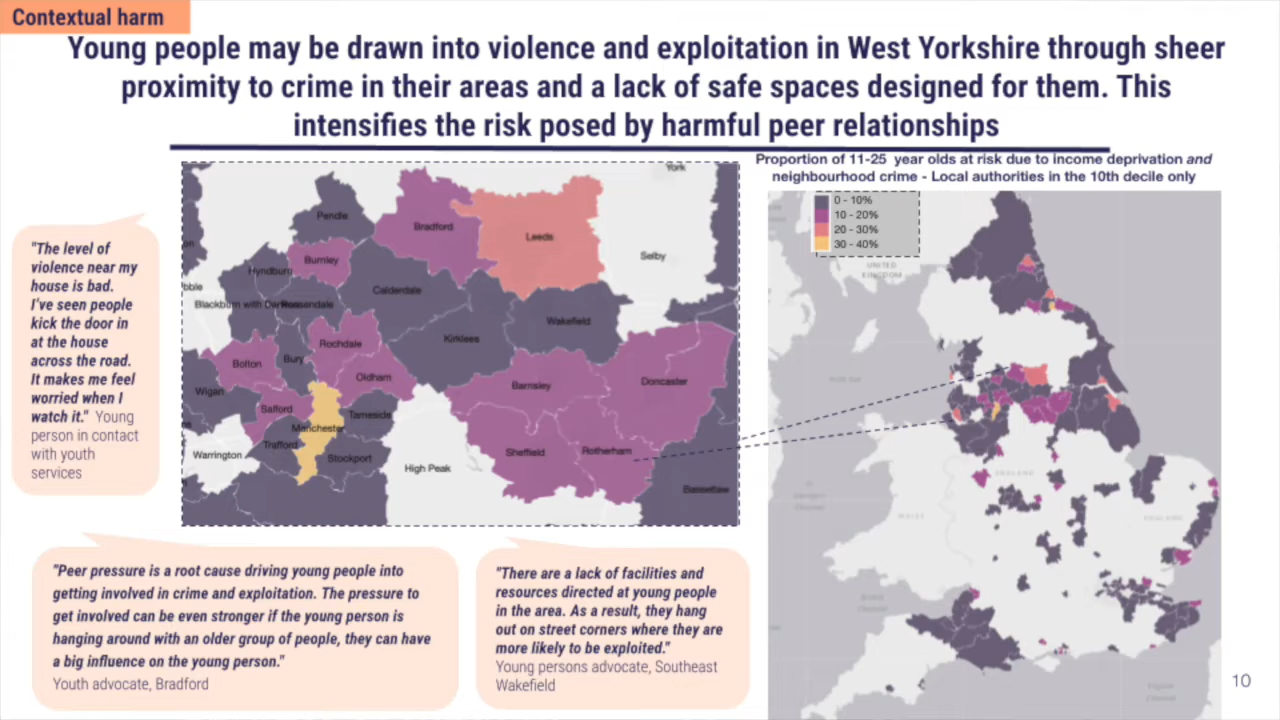 Contextual harm
Young people may be drawn into violence and exploitation in West Yorkshire through sheer
proximity to crime in their areas and a lack of safe spaces designed for them. This
intensifies the risk posed by harmful peer relationships
Proportion of 11-25 year olds at risk due to income deprivation and
neighbourhood crime - Local authorities in the 10th decile only
0 - 10%
10 - 20%
20 - 30%
30 - 40%
York
Pendle
Bradford
Leeds
Burnley
Selby
Hyndburn
Calderdale
Blackburn with
Wakefield
Kirklees
Rochdale
Bury
Bolton
Oldham
Barnsley
Doncaster
Wigan
Salford
Tameside
Manchester
Trafford
Sheffield
Rotherham
Warrington
Stockport
High Peak
Bassetlaw
UNITED
KINGDOM
ENGLAND
WALES
"The level of
violence near my
house is bad.
I've seen people
kick the door in
at the house
across the road.
It makes me feel
worried when I
watch it." Young
person in contact
with youth
services
"Peer pressure is a root cause driving young people into
getting involved in crime and exploitation. The pressure to
get involved can be even stronger if the young person is
hanging around with an older group of people, they can have
a big influence on the young person."
Youth advocate, Bradford
"There are a lack of facilities and
resources directed at young people
in the area. As a result, they hang
out on street corners where they are
more likely to be exploited."
Young persons advocate, Southeast
Wakefield
10